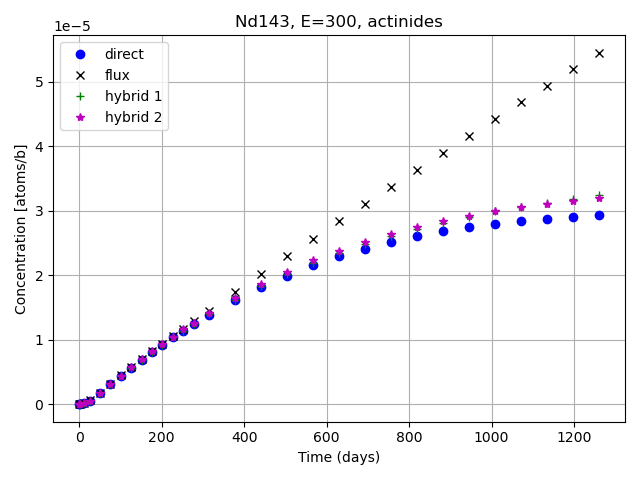 Nd143, E=300, actinides
1e−5
direct
flux
hybrid 1
hybrid 2
Concentration [atoms/b]
5
4
3
2
1
0
0 200 400 600 800 1000 1200
Time (days)